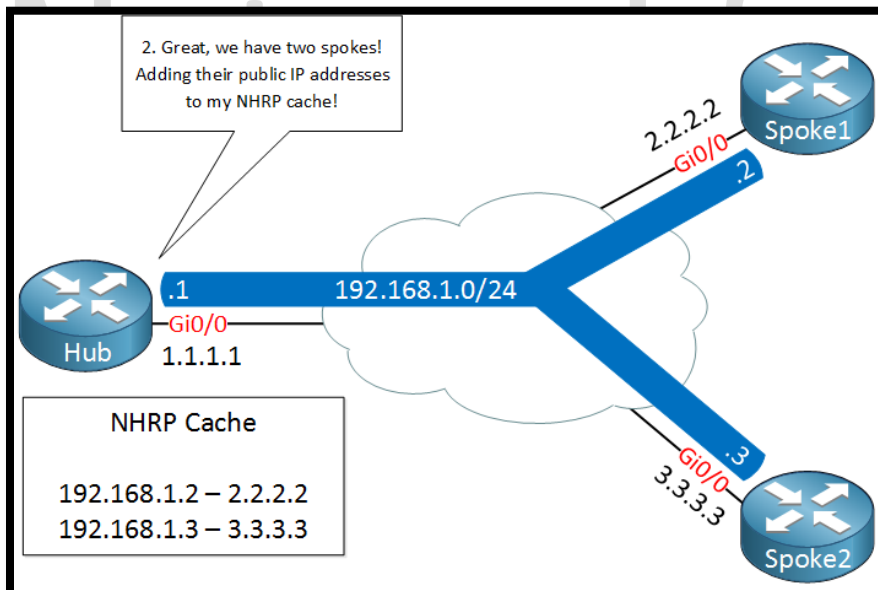 2. Great, we have two spokes!
Adding their public IP addresses
to my NHRP cache!
2.2.2.2
Gi0/0
Spoke1
.2
.1
192.168.1.0/24
Gi0/0
Hub
1.1.1.1
NHRP Cache
192.168.1.2 – 2.2.2.2
192.168.1.3 – 3.3.3.3
.3
Gi0/0
3.3.3.3
Spoke2